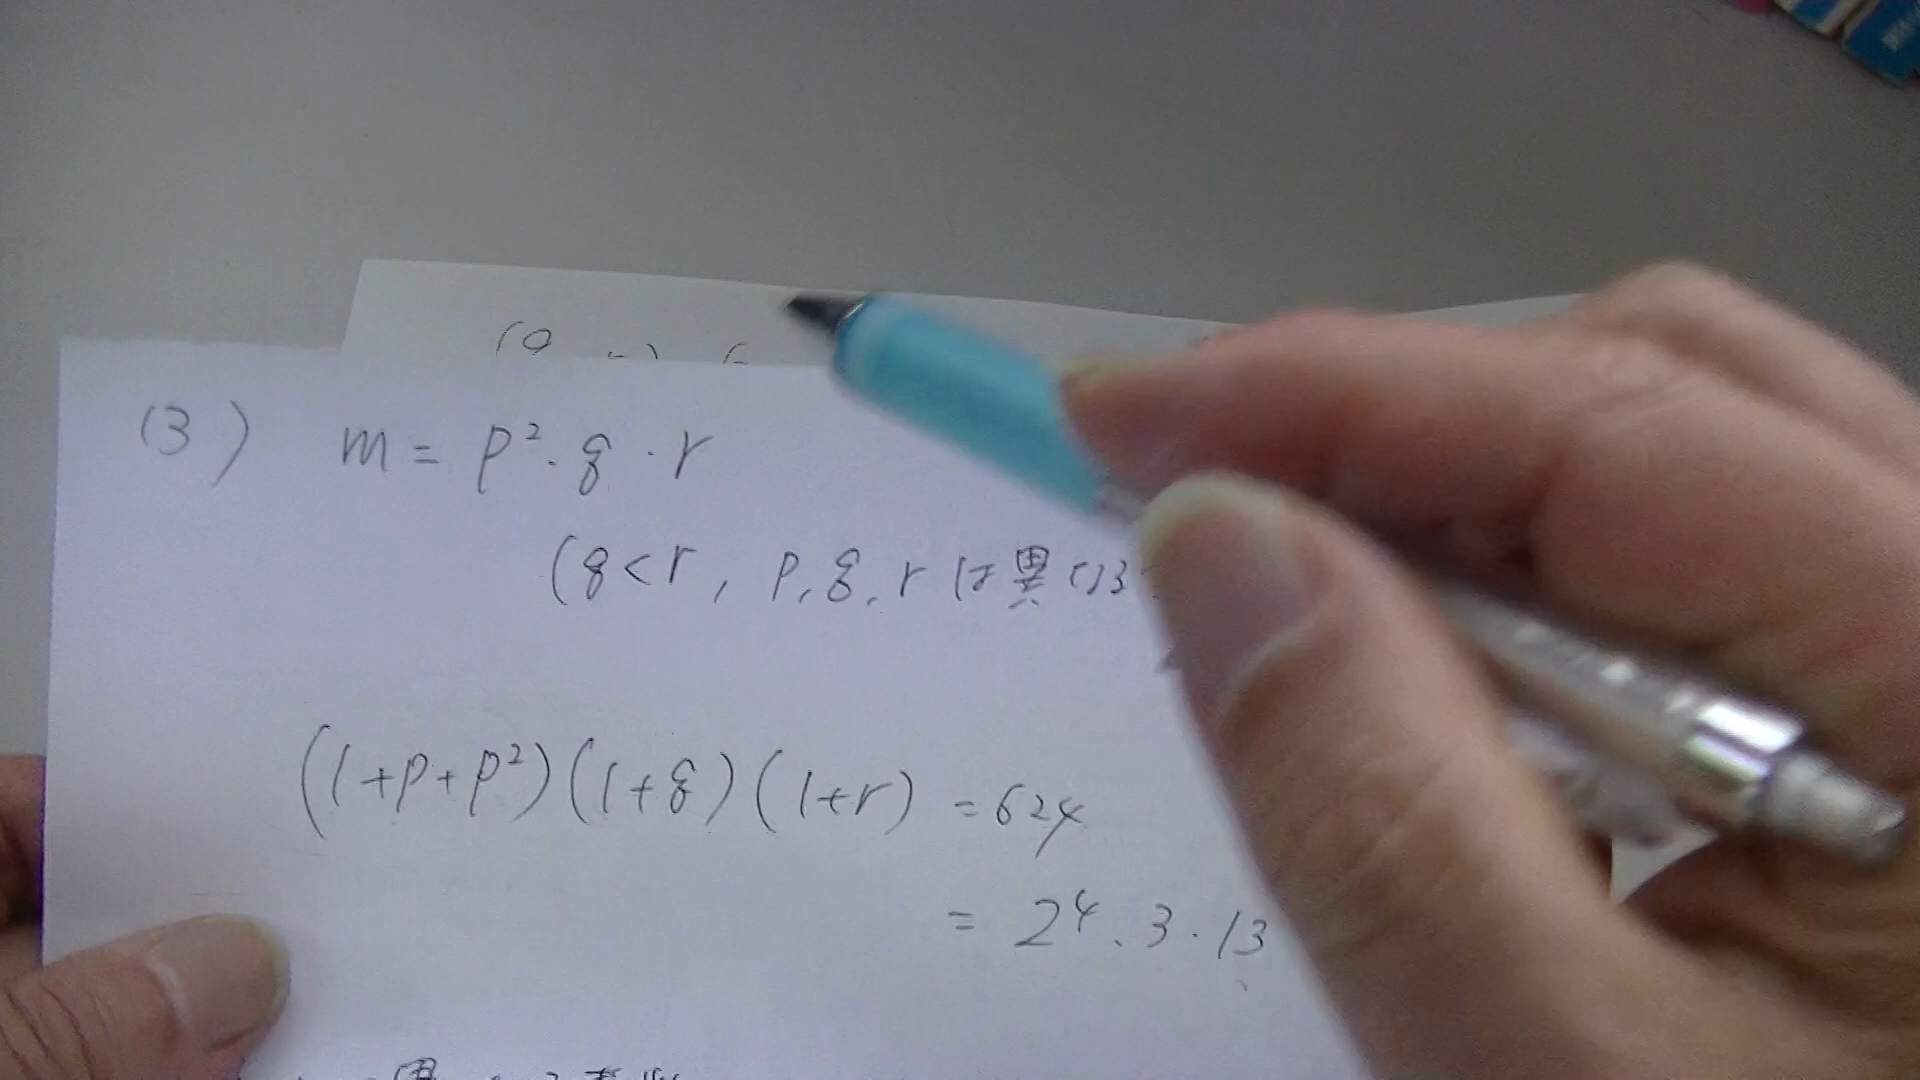 (3) m = p²・q・r
(q<r, p,q,r は異なる
(1+p+p²)(1+q)(1+r) = 624
= 2⁴・3・13